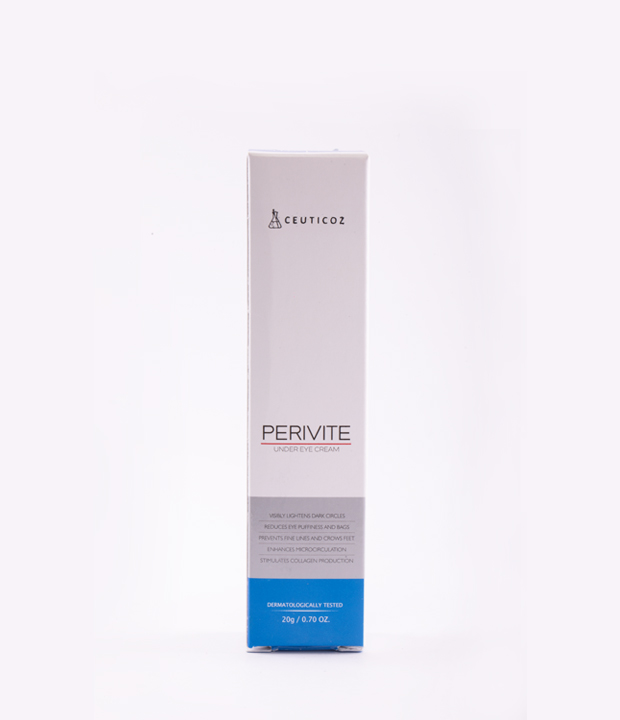 CEUTICOZ
PERIVITE
UNDER EYE CREAM
VISIBLY LIGHTENS DARK CIRCLES
REDUCES EYE PUFFINESS AND BAGS
PREVENTS FINE LINES AND CROWS FEET
ENHANCES MICROCIRCULATION
STIMULATES COLLAGEN PRODUCTION
DERMATOLOGICALLY TESTED
20g / 0.70 OZ.